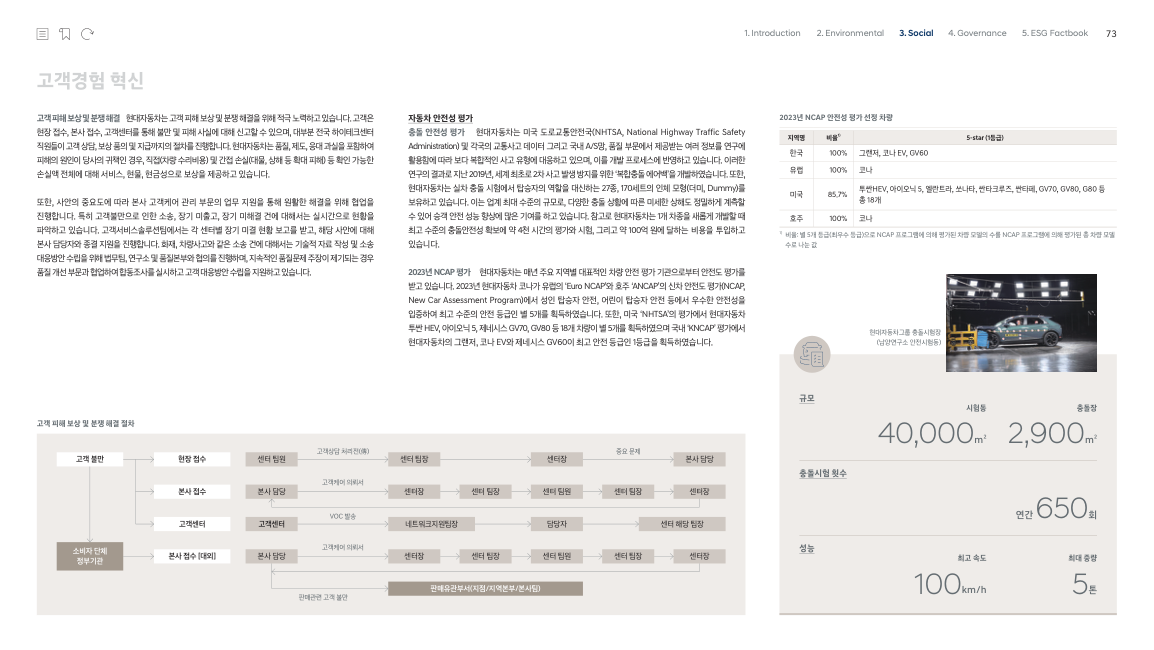 1. Introduction 2. Environmental 3. Social 4. Governance 5. ESG Factbook 73
고객경험 혁신
고객 피해 보상 및 분쟁 해결 현대자동차는 고객 피해 보상 및 분쟁 해결을 위해 적극 노력하고 있습니다. 고객은
현장 접수, 본사 접수, 고객센터를 통해 불만 및 피해 사실에 대해 신고할 수 있으며, 대부분 전국 하이테크센터
직원들이 고객 상담, 보상 품의 및 지급까지의 절차를 진행합니다. 현대자동차는 품질, 제도, 응대 과실을 포함하여
피해의 원인이 당사의 귀책인 경우, 직접(차량 수리비용) 및 간접 손실(대물, 상해 등 확대 피해) 등 확인 가능한
손실액 전체에 대해 서비스, 현물, 현금성으로 보상을 제공하고 있습니다.
또한, 사안의 중요도에 따라 본사 고객케어 관리 부문의 업무 지원을 통해 원활한 해결을 위해 협업을
진행합니다. 특히 고객불만으로 인한 소송, 장기 미출고, 장기 미해결 건에 대해서는 실시간으로 현황을
파악하고 있습니다. 고객서비스솔루션팀에서는 각 센터별 장기 미결 현황 보고를 받고, 해당 사안에 대해
본사 담당자와 종결 지원을 진행합니다. 화재, 차량사고와 같은 소송 건에 대해서는 기술적 자료 작성 및 소송
대응방안 수립을 위해 법무팀, 연구소 및 품질본부와 협의를 진행하며, 지속적인 품질문제 주장이 제기되는 경우
품질 개선 부문과 협업하여 합동조사를 실시하고 고객 대응방안 수립을 지원하고 있습니다.
자동차 안전성 평가
충돌 안전성 평가 현대자동차는 미국 도로교통안전국(NHTSA, National Highway Traffic Safety
Administration) 및 각국의 교통사고 데이터 그리고 국내 A/S망, 품질 부문에서 제공받는 여러 정보를 연구에
활용함에 따라 보다 복합적인 사고 유형에 대응하고 있으며, 이를 개발 프로세스에 반영하고 있습니다. 이러한
연구의 결과로 지난 2019년, 세계 최초로 2차 사고 발생 방지를 위한 '복합충돌 에어백'을 개발하였습니다. 또한,
현대자동차는 실차 충돌 시험에서 탑승자의 역할을 대신하는 27종, 170세트의 인체 모형(더미, Dummy)를
보유하고 있습니다. 이는 업계 최대 수준의 규모로, 다양한 충돌 상황에 따른 미세한 상해도 정밀하게 계측할
수 있어 승객 안전 성능 향상에 많은 기여를 하고 있습니다. 참고로 현대자동차는 1개 차종을 새롭게 개발할 때
최고 수준의 충돌안전성 확보에 약 4천 시간의 평가와 시험, 그리고 약 100억 원에 달하는 비용을 투입하고
있습니다.
2023년 NCAP 평가 현대자동차는 매년 주요 지역별 대표적인 차량 안전 평가 기관으로부터 안전도 평가를
받고 있습니다. 2023년 현대자동차 코나가 유럽의 'Euro NCAP'와 호주 'ANCAP'의 신차 안전도 평가(NCAP,
New Car Assessment Program)에서 성인 탑승자 안전, 어린이 탑승자 안전 등에서 우수한 안전성을
입증하여 최고 수준의 안전 등급인 별 5개를 획득하였습니다. 또한, 미국 'NHTSA'의 평가에서 현대자동차
투싼 HEV, 아이오닉 5, 제네시스 GV70, GV80 등 18개 차량이 별 5개를 획득하였으며 국내 'KNCAP' 평가에서
현대자동차의 그랜저, 코나 EV와 제네시스 GV60이 최고 안전 등급인 1등급을 획득하였습니다.
2023년 NCAP 안전성 평가 선정 차량
지역명 비율1) 5-star (1등급)
한국 100% 그랜저, 코나 EV, GV60
유럽 100% 코나
미국 85.7% 투싼HEV, 아이오닉 5, 엘란트라, 쏘나타, 싼타크루즈, 싼타페, GV70, GV80, G80 등
총 18개
호주 100% 코나
1) 비율: 별 5개 등급(최우수 등급)으로 NCAP 프로그램에 의해 평가된 차량 모델의 수를 NCAP 프로그램에 의해 평가된 총 차량 모델
수로 나눈 값
현대자동차그룹 충돌시험장
(남양연구소 안전시험동)
규모
시험동 충돌장
40,000m² 2,900m²
충돌시험 횟수
연간 650회
성능
최고 속도 최대 중량
100km/h 5톤
고객 피해 보상 및 분쟁 해결 절차
고객 불만 현장 접수 센터 팀원 고객상담 처리전(傳) 센터 팀장 센터장 중요 문제 본사 담당
본사 접수 본사 담당 고객케어 의뢰서 센터장 센터 팀장 센터 팀원 센터 팀장 센터장
고객센터 고객센터 VOC 발송 네트워크지원팀장 담당자 센터 해당 팀장
소비자 단체
정부기관
본사 접수 [대외] 본사 담당 고객케어 의뢰서 센터장 센터 팀장 센터 팀원 센터 팀장 센터장
판매관련 고객 불만 판매유관부서(지점/지역본부/본사팀)